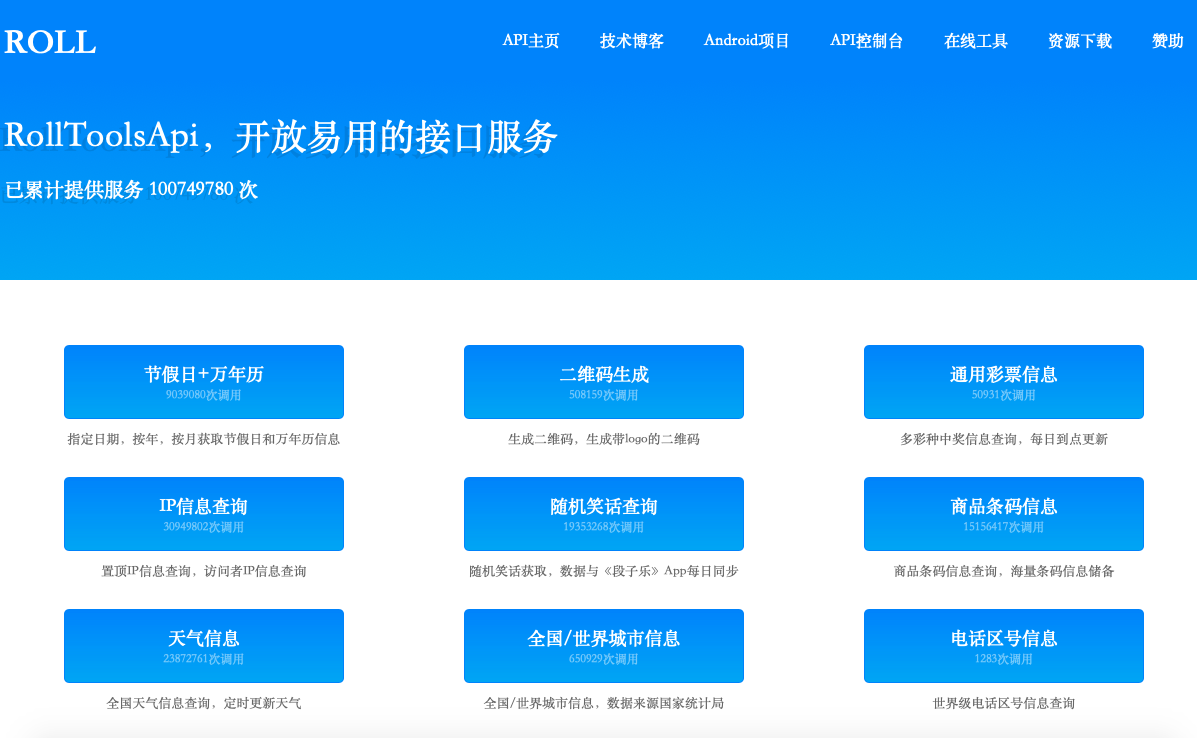 ROLL
API主页 技术博客 Android项目 API控制台 在线工具 资源下载 赞助
RollToolsApi，开放易用的接口服务
已累计提供服务 100749780 次
节假日+万年历
9039080次调用
指定日期，按年，按月获取节假日和万年历信息
二维码生成
508159次调用
生成二维码，生成带logo的二维码
通用彩票信息
50931次调用
多彩种中奖信息查询，每日到点更新
IP信息查询
30949802次调用
置顶IP信息查询，访问者IP信息查询
随机笑话查询
19353268次调用
随机笑话获取，数据与《段子乐》App每日同步
商品条码信息
15156417次调用
商品条码信息查询，海量条码信息储备
天气信息
23872761次调用
全国天气信息查询，定时更新天气
全国/世界城市信息
650929次调用
全国/世界城市信息，数据来源国家统计局
电话区号信息
1283次调用
世界级电话区号信息查询